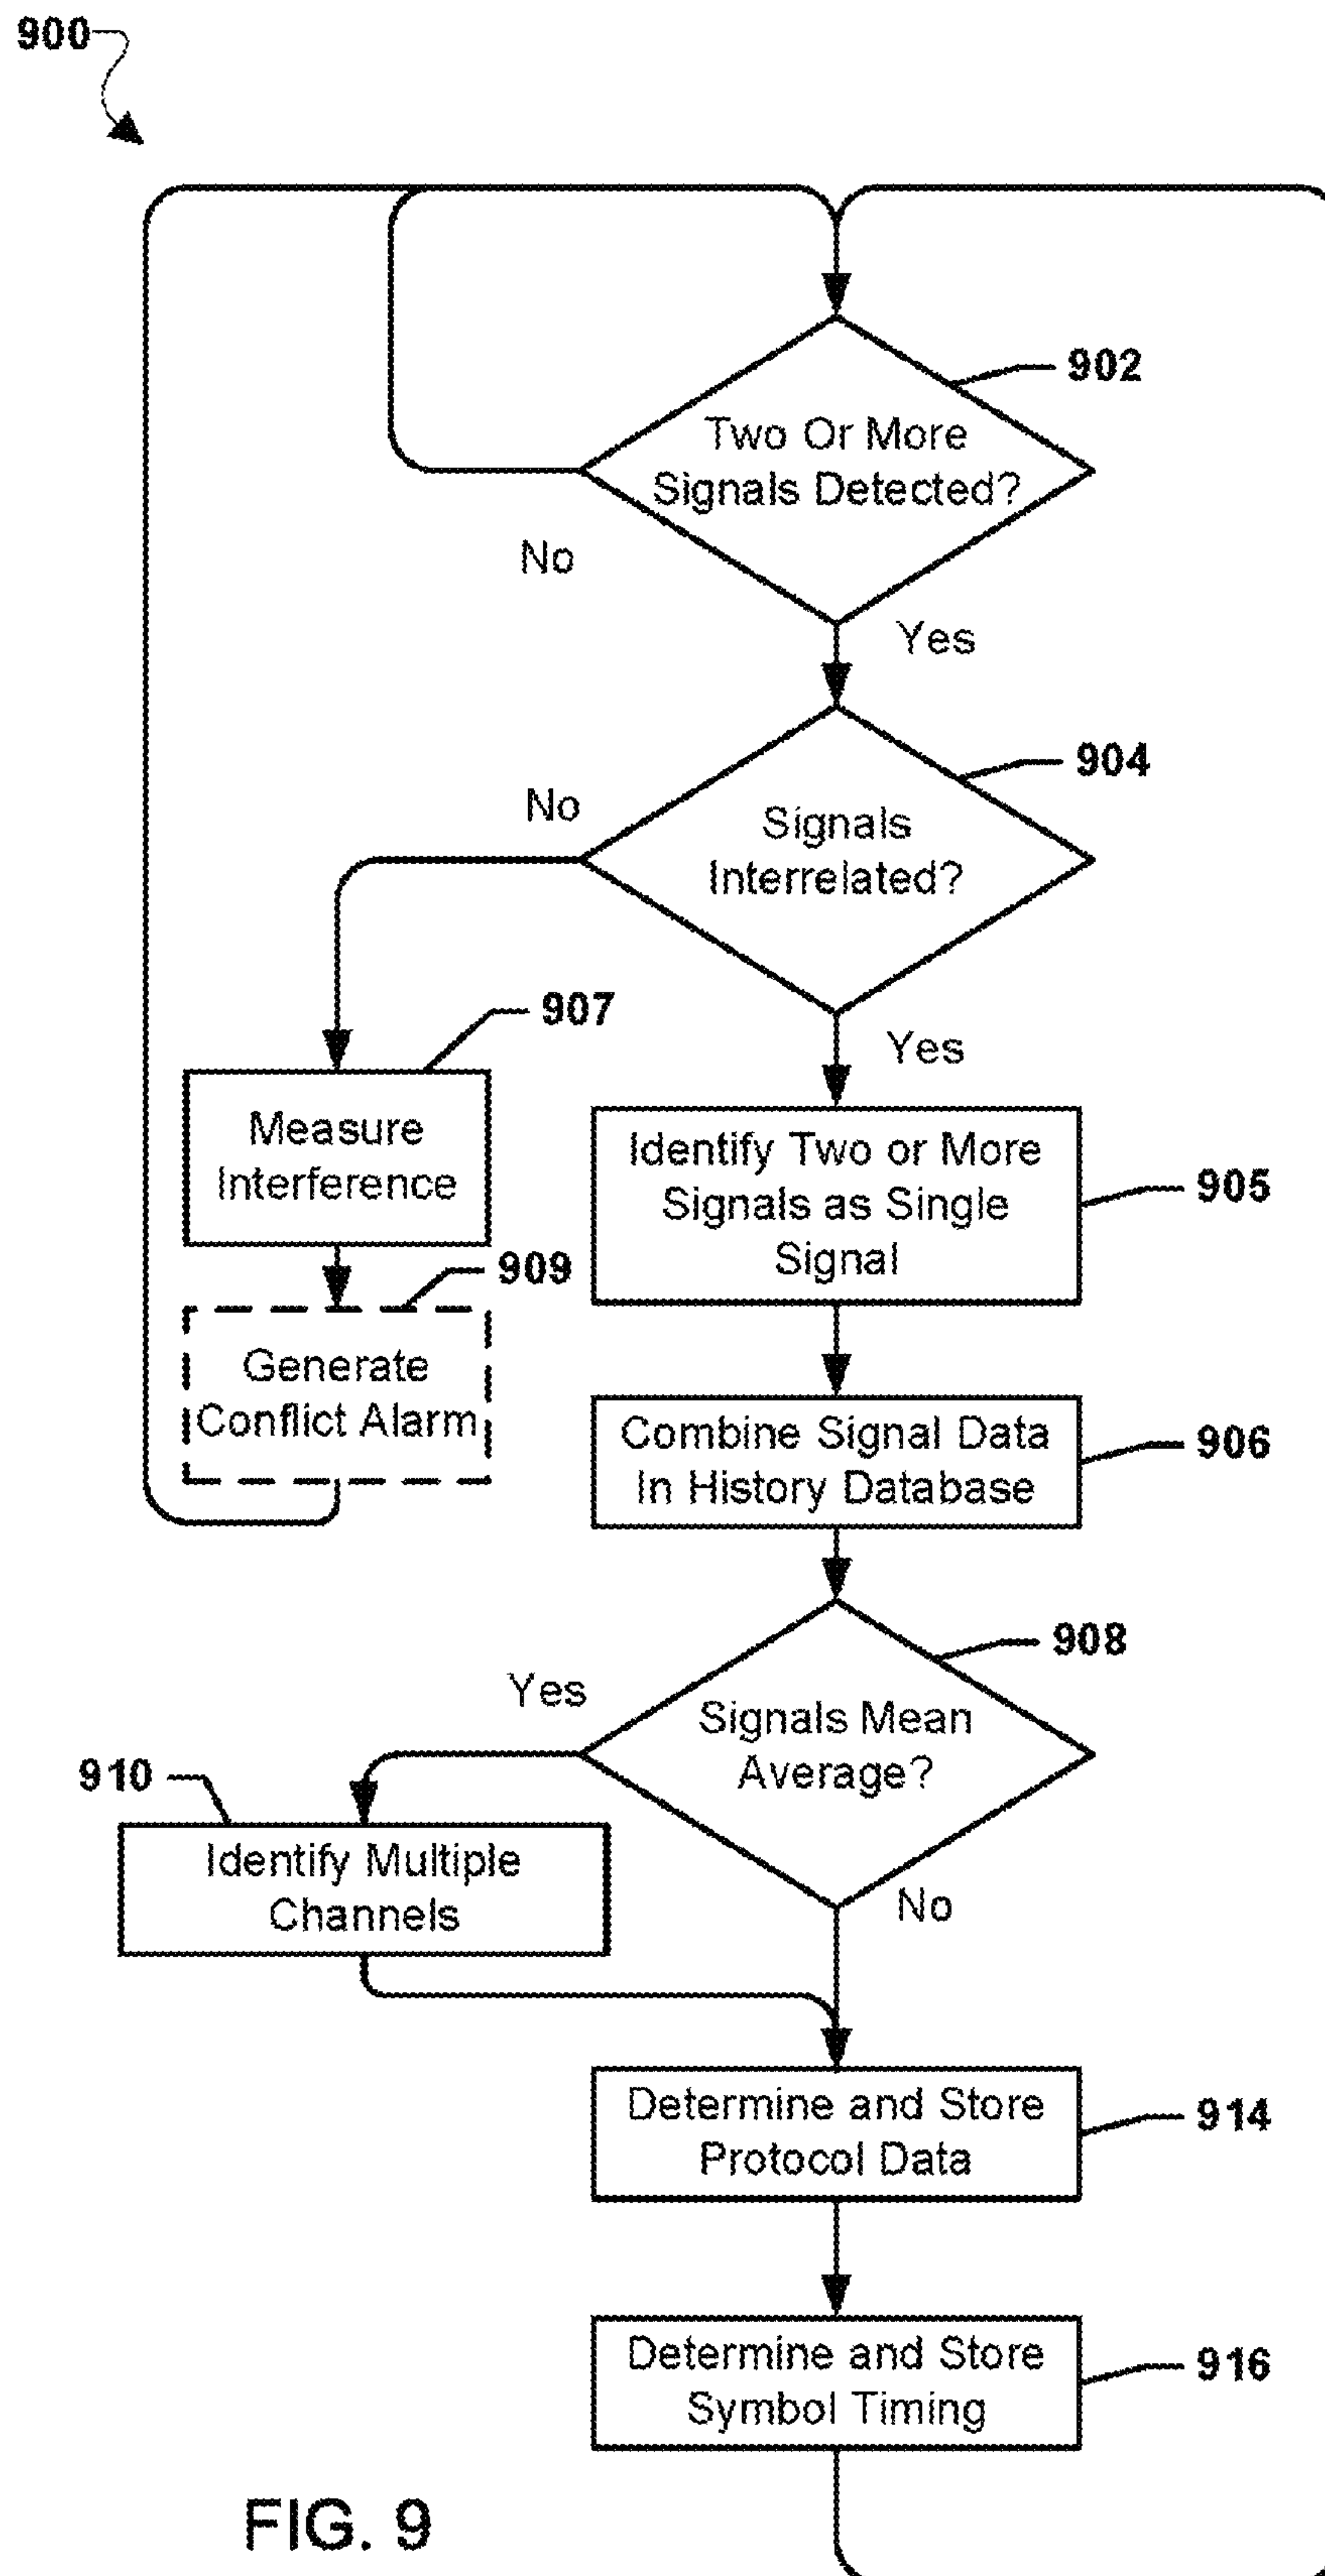 900
902
Two Or More
Signals Detected?
No
Yes
904
No
Signals
Interrelated?
907
Yes
Measure
Interference
Identify Two or More
Signals as Single
Signal
905
909
Generate
Conflict Alarm
Combine Signal Data
In History Database
906
908
Yes
Signals Mean
Average?
910
Identify Multiple
Channels
No
Determine and Store
Protocol Data
914
Determine and Store
Symbol Timing
916
FIG. 9